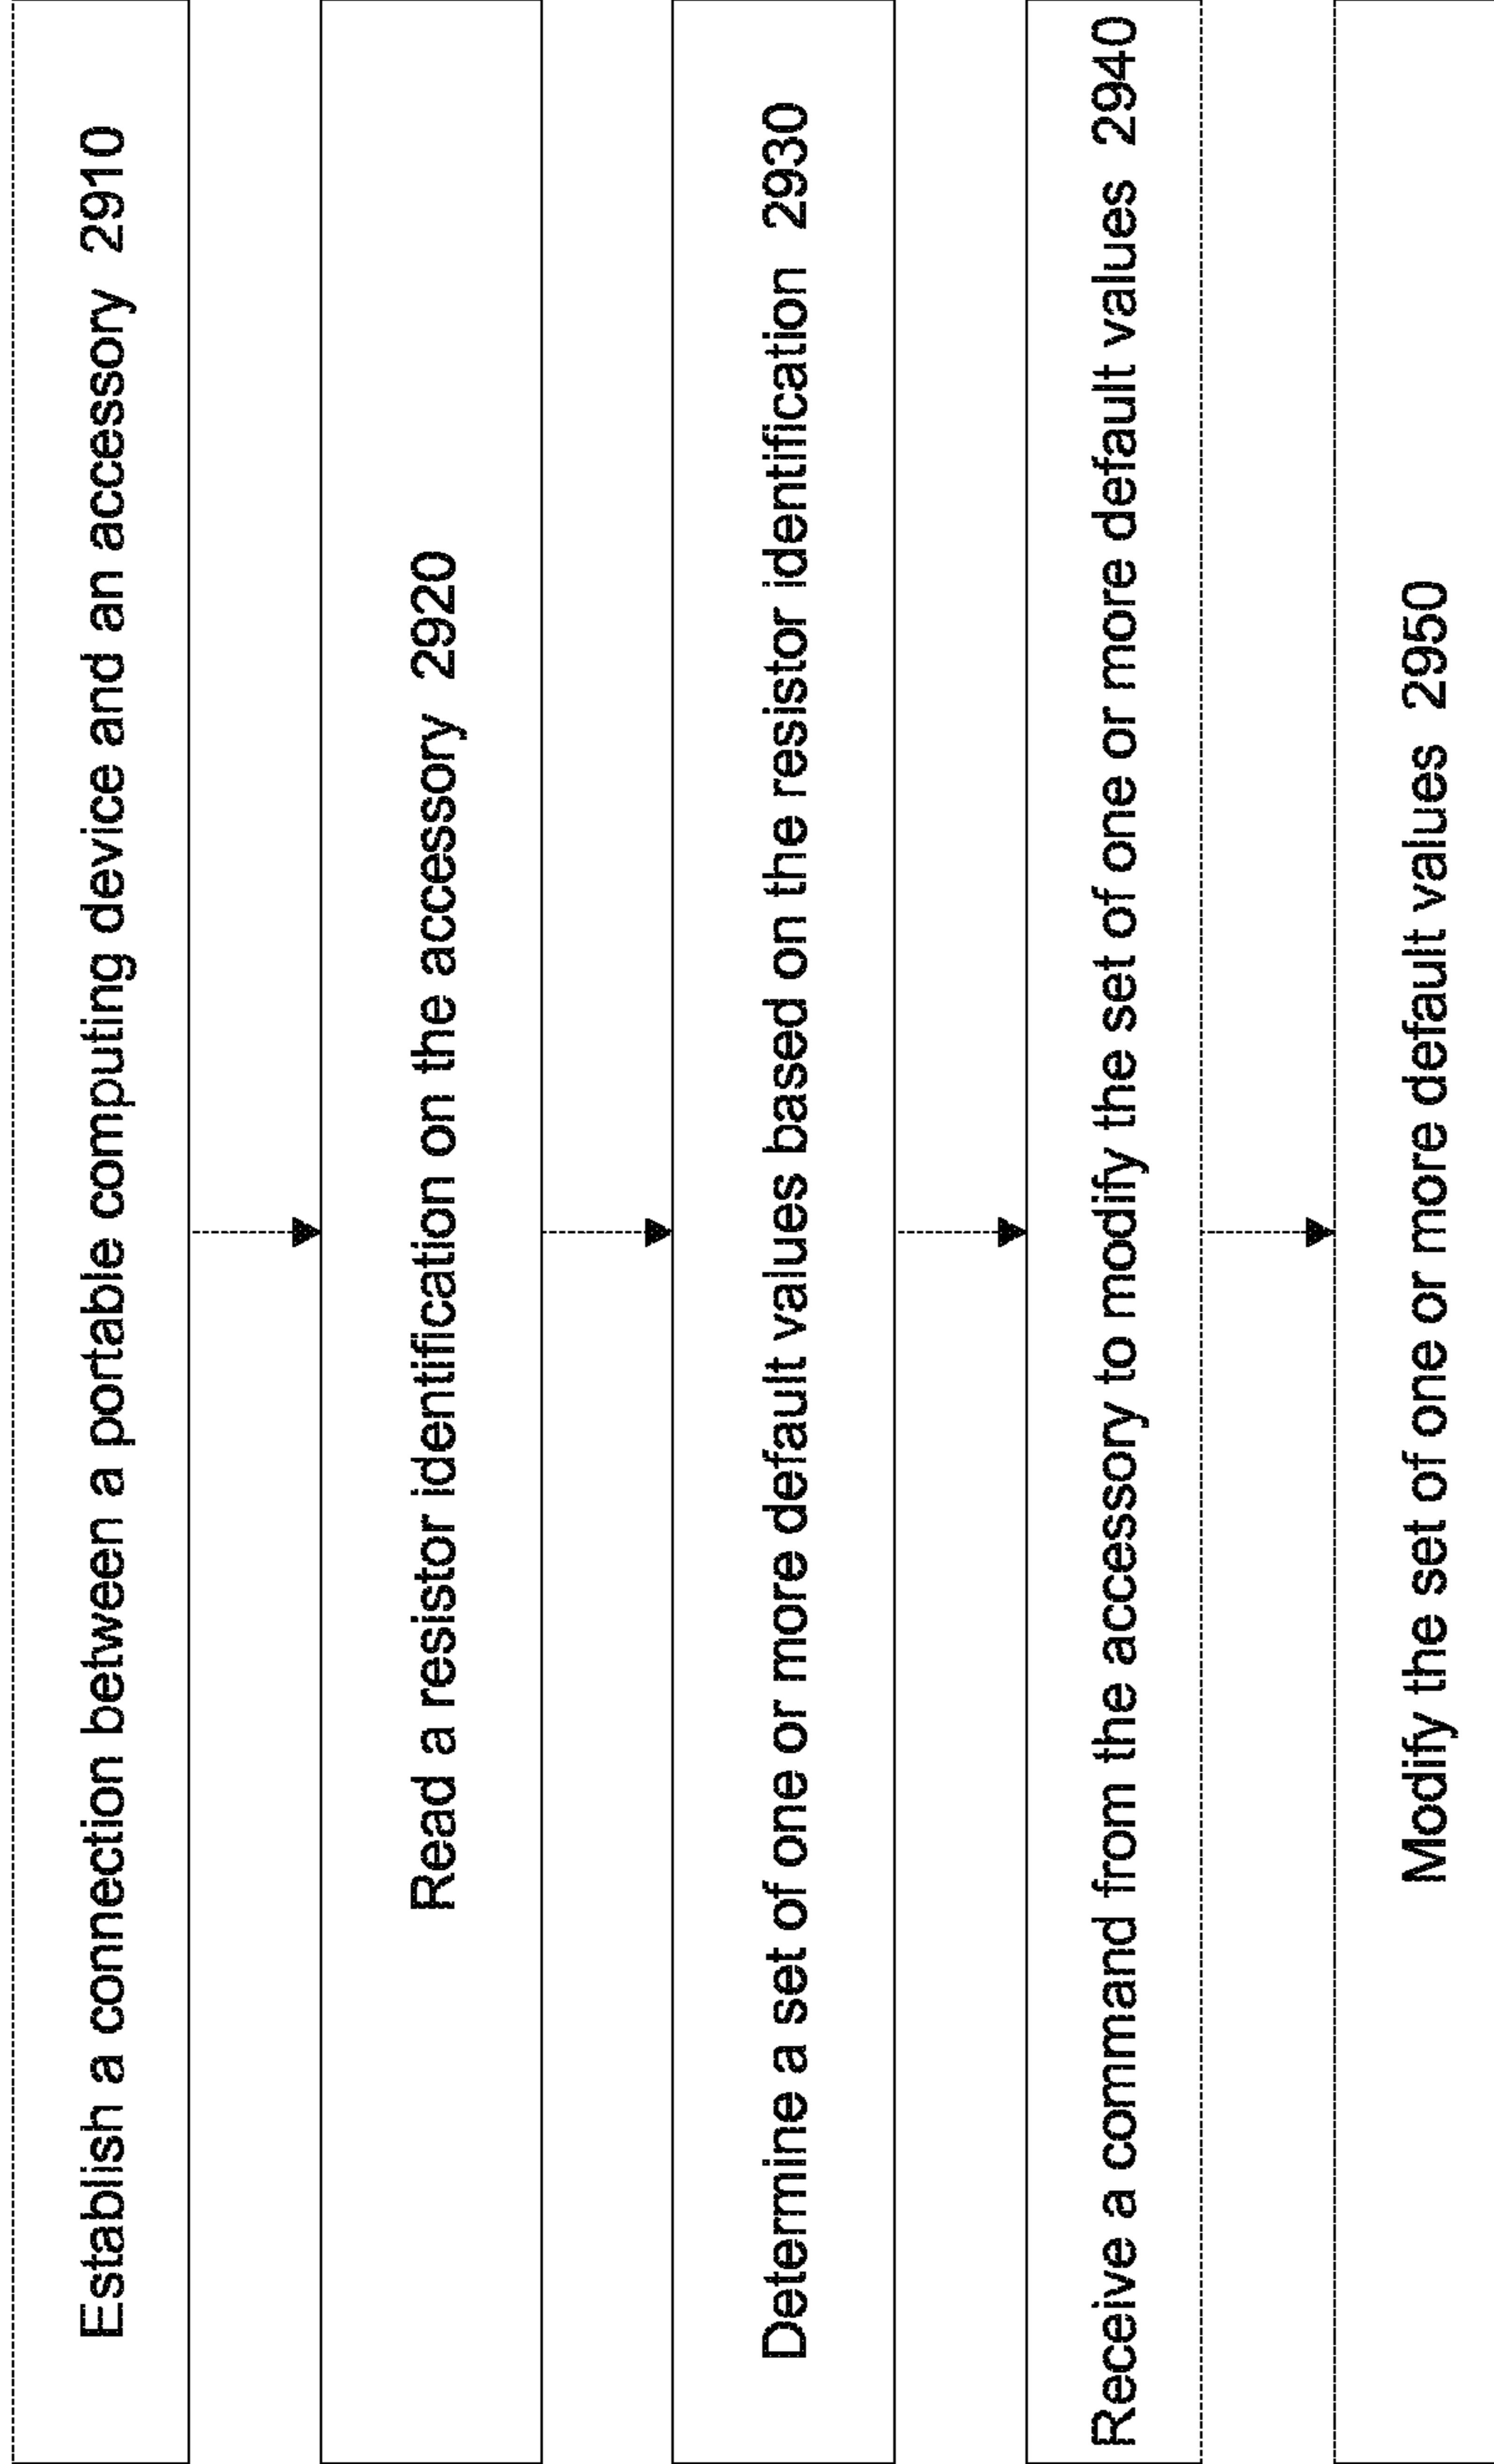 Establish a connection between a portable computing device and an accessory 2910
Read a resistor identification on the accessory 2920
Determine a set of one or more default values based on the resistor identification 2930
Receive a command from the accessory to modify the set of one or more default values 2940
Modify the set of one or more default values 2950